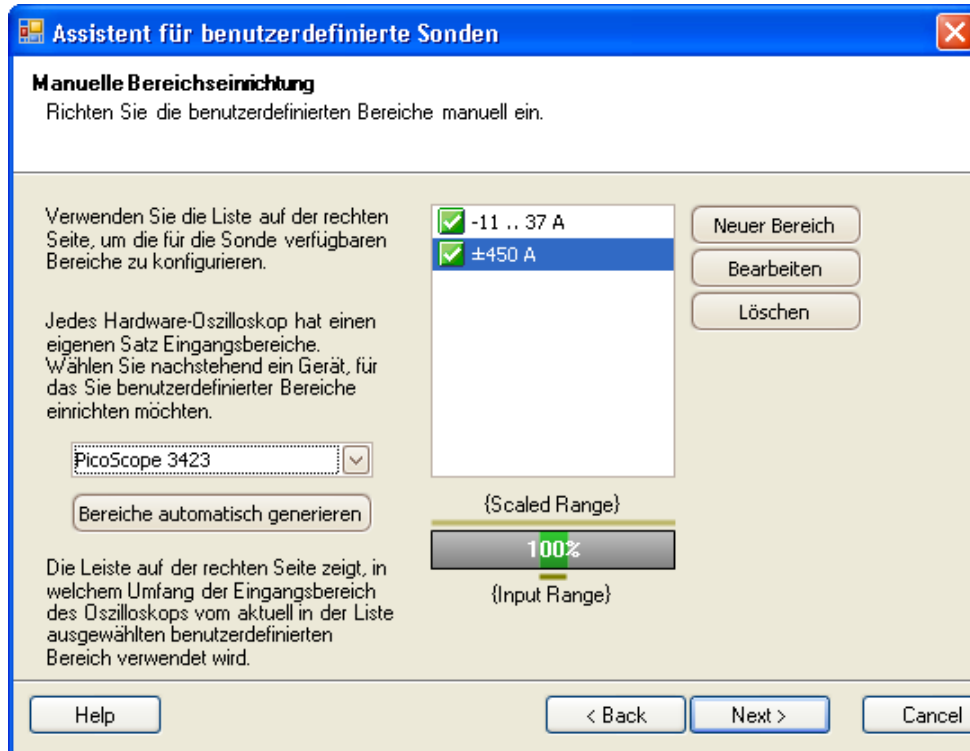 Assistent für benutzerdefinierte Sonden
Manuelle Bereichseinrichtung
Richten Sie die benutzerdefinierten Bereiche manuell ein.
Verwenden Sie die Liste auf der rechten
Seite, um die für die Sonde verfügbaren
Bereiche zu konfigurieren.
Jedes Hardware-Oszilloskop hat einen
eigenen Satz Eingangsbereiche.
Wählen Sie nachstehend ein Gerät, für
das Sie benutzerdefinierter Bereiche
einrichten möchten.
PicoScope 3423
Bereiche automatisch generieren
Die Leiste auf der rechten Seite zeigt, in
welchem Umfang der Eingangsbereich
des Oszilloskops vom aktuell in der Liste
ausgewählten benutzerdefinierten
Bereich verwendet wird.
-11 .. 37 A
±450 A
{Scaled Range}
100%
{Input Range}
Neuer Bereich
Bearbeiten
Löschen
Help
< Back
Next >
Cancel